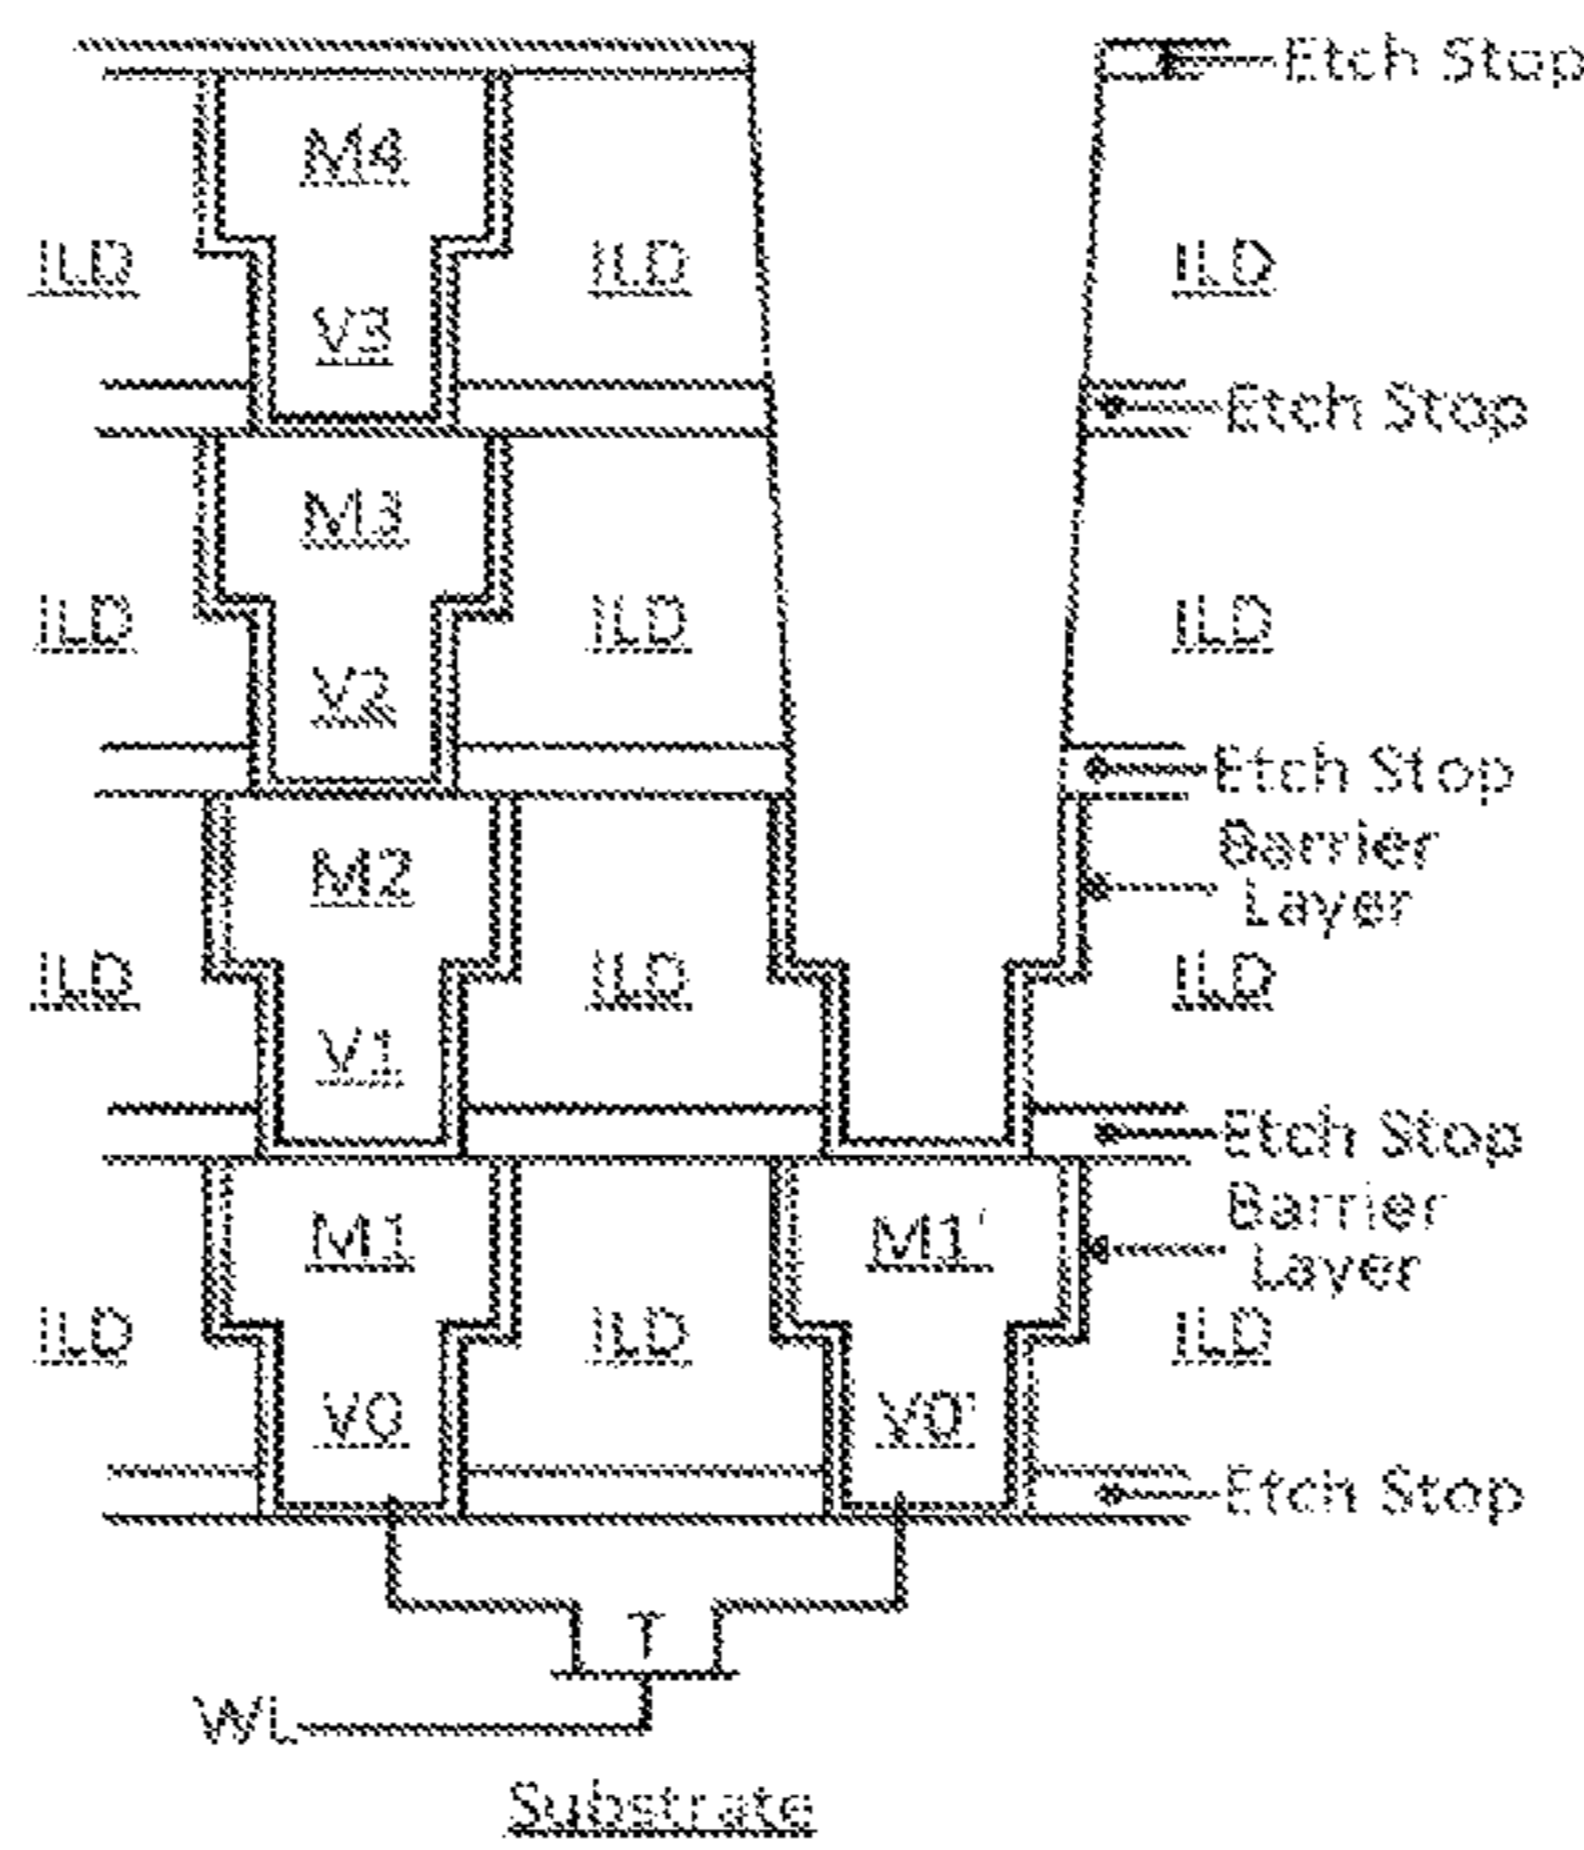 Etch Stop
M4
ILD ILD ILD
V3
Etch Stop
M3
ILD ILD ILD
V2
Etch Stop
Barrier
Layer
M2
ILD ILD ILD
V1
Etch Stop
Barrier
Layer
M1 M1'
ILD ILD ILD
V0 V0'
Etch Stop
T
WL
Substrate